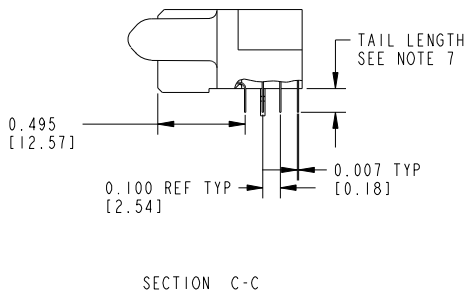 TAIL LENGTH
SEE NOTE 7
0.495
[12.57]
0.007 TYP
[0.18]
0.100 REF TYP
[2.54]
SECTION C-C